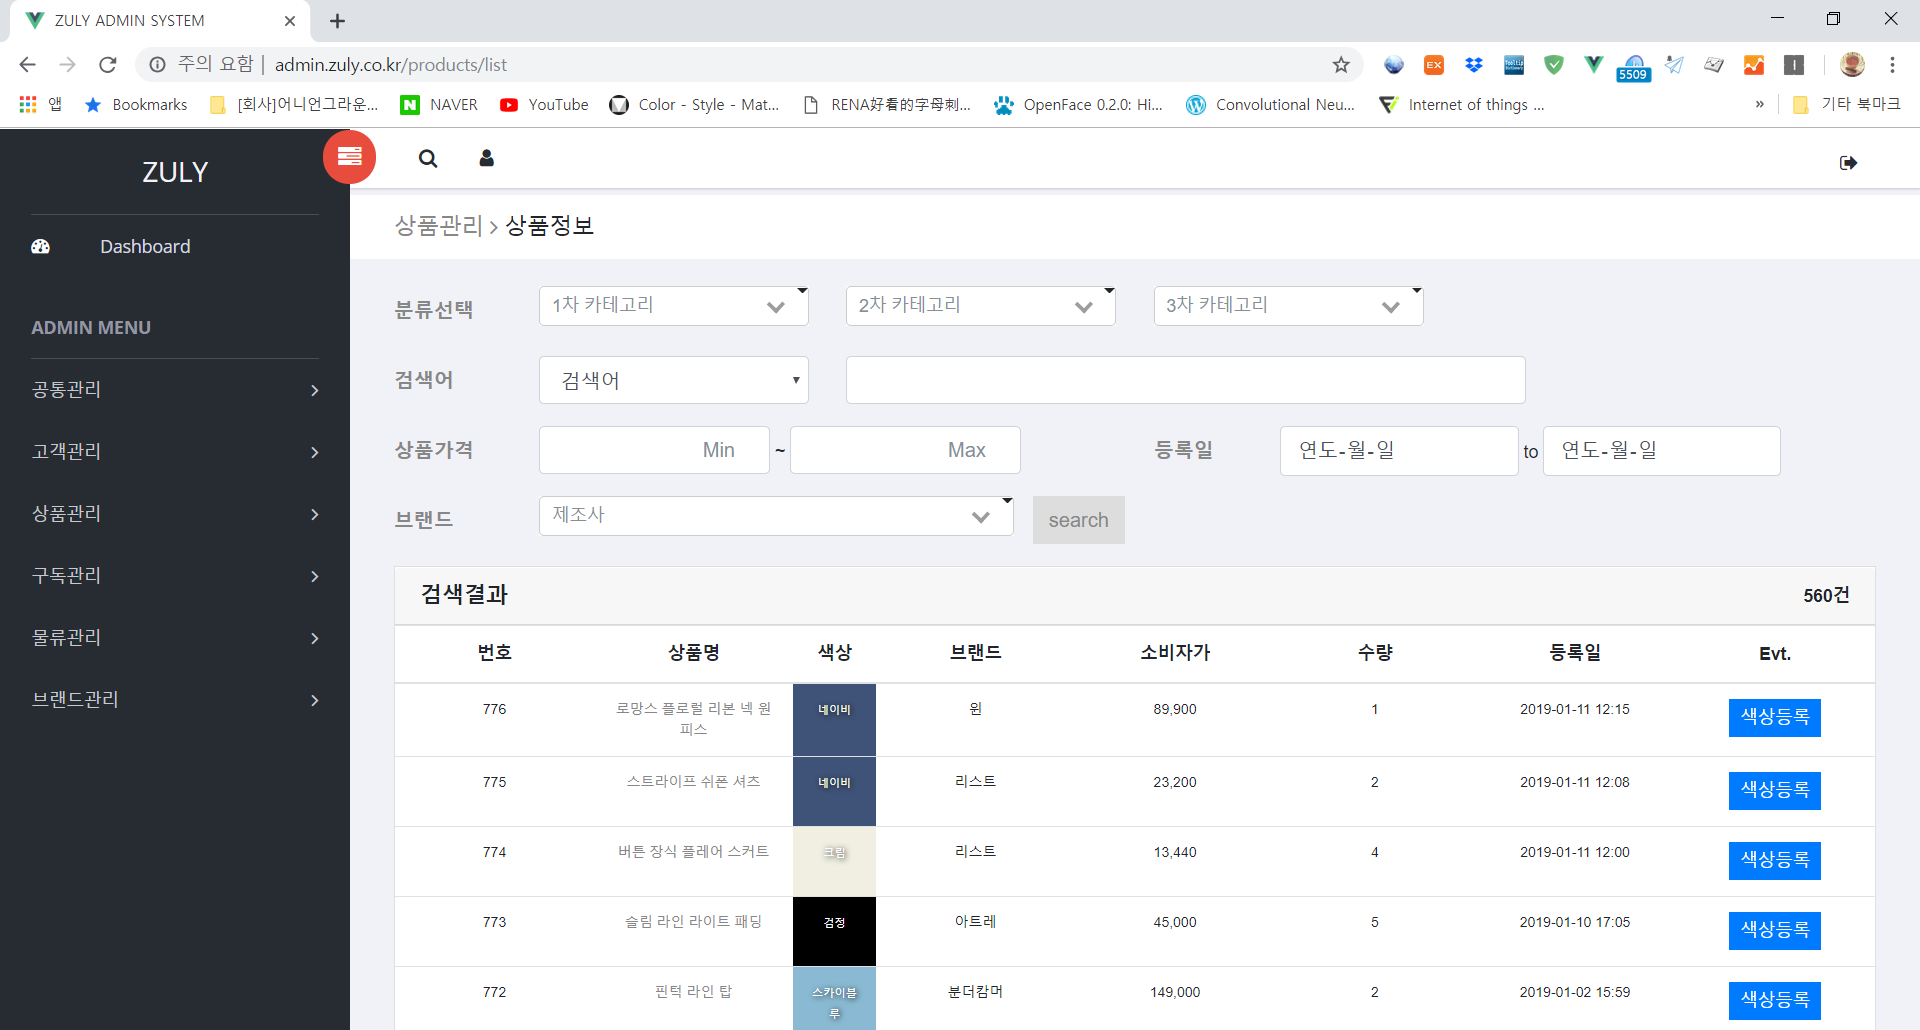 ZULY ADMIN SYSTEM
주의 요함 | admin.zuly.co.kr/products/list
EX
5509
앱
Bookmarks
[회사]어니언그라운...
NAVER
YouTube
Color - Style - Mat...
RENA好看的字母刺...
OpenFace 0.2.0: Hi...
Convolutional Neu...
Internet of things ...
»
기타 북마크
ZULY
Dashboard
ADMIN MENU
공통관리
고객관리
상품관리
구독관리
물류관리
브랜드관리
상품관리 > 상품정보
분류선택 1차 카테고리 2차 카테고리 3차 카테고리
검색어 검색어
상품가격 Min ~ Max 등록일 연도-월-일 to 연도-월-일
브랜드 제조사 search
검색결과 560건
번호 상품명 색상 브랜드 소비자가 수량 등록일 Evt.
776 로망스 플로럴 리본 넥 원피스 네이비 윈 89,900 1 2019-01-11 12:15 색상등록
775 스트라이프 쉬폰 셔츠 네이비 리스트 23,200 2 2019-01-11 12:08 색상등록
774 버튼 장식 플레어 스커트 크림 리스트 13,440 4 2019-01-11 12:00 색상등록
773 슬림 라인 라이트 패딩 검정 아트레 45,000 5 2019-01-10 17:05 색상등록
772 핀턱 라인 탑 스카이블루 분더캄머 149,000 2 2019-01-02 15:59 색상등록